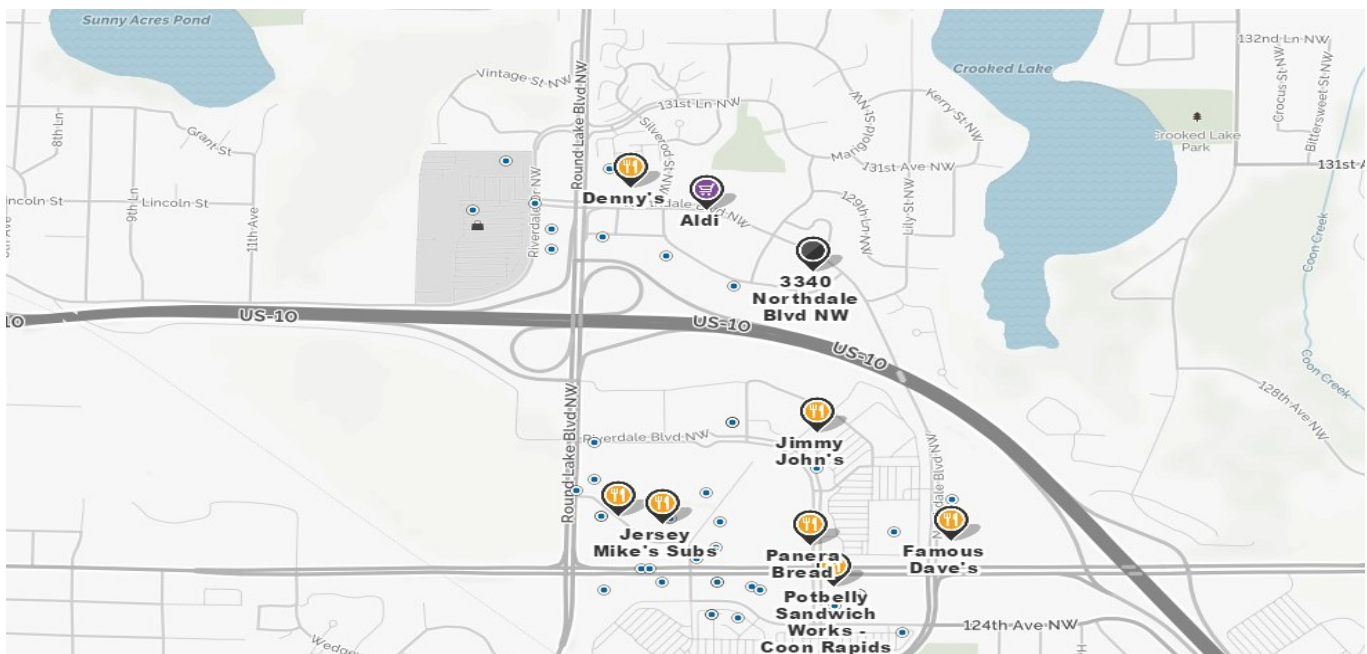 Sunny Acres Pond
Crooked Lake
132nd Ln NW
Crocus St NW
Bittersweet St NW
Vintage St NW
131st Ln NW
Kerry St NW
Marigold St NW
Crooked Lake
Park
8th Ln
Grant St
Round Lake Blvd NW
Silverod St NW
131st Ave NW
131st A
Denny's
Aldi
Lincoln St
9th Ln
Lincoln St
11th Ave
Riverdale Dr NW
129th Ln NW
Lily St NW
Coon Creek
3340
Northdale
Blvd NW
US-10
US-10
US-10
Coon Creek
128th Ave NW
Round Lake Blvd NW
Riverdale Blvd NW
Jimmy
John's
Round Lake Blvd NW
Jersey
Mike's Subs
Panera
Bread
Famous
Dave's
Potbelly
Sandwich
Works -
Coon Rapids
124th Ave NW